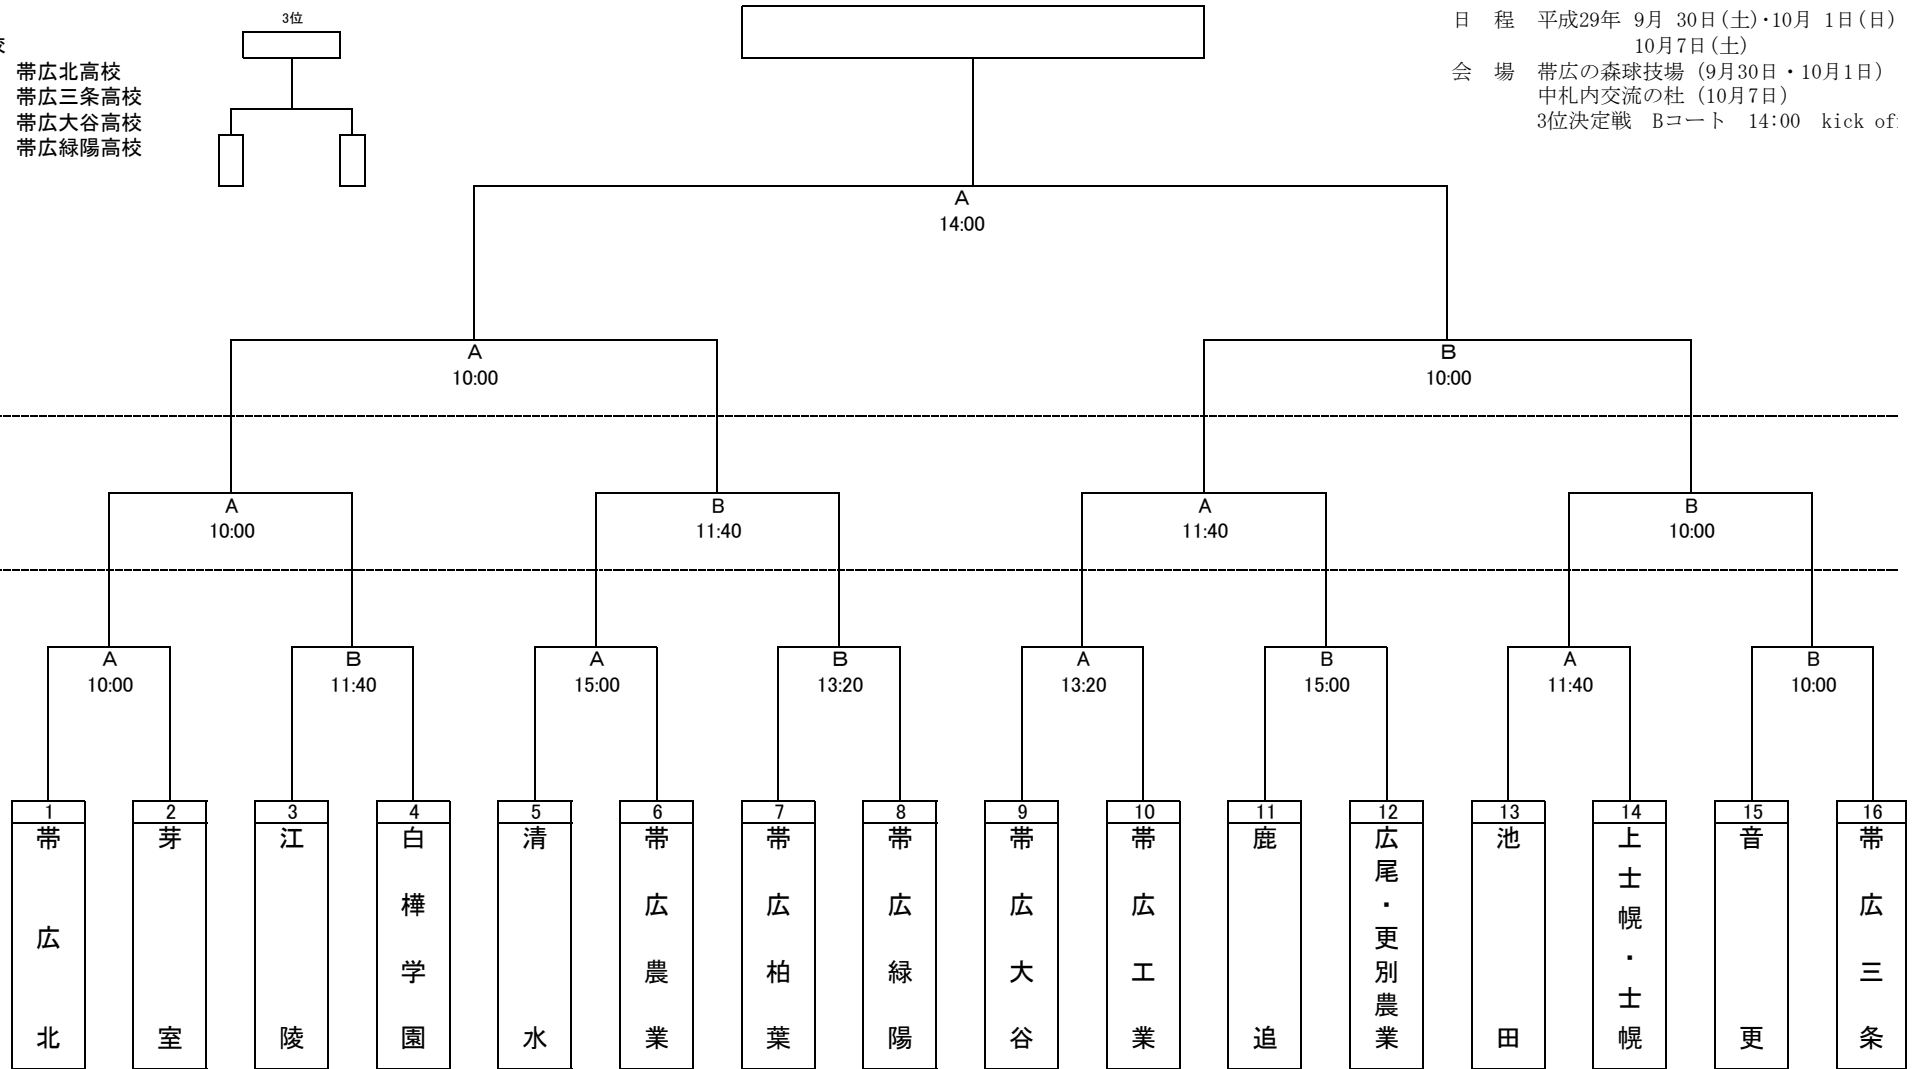 3位
校
帯広北高校
帯広三条高校
帯広大谷高校
帯広緑陽高校
日 程 平成29年 9月 30日(土)・10月 1日(日)
10月7日(土)
会 場 帯広の森球技場 (9月30日・10月1日)
中札内交流の杜 (10月7日)
3位決定戦 Bコート 14:00 kick of
A
14:00
A
10:00
B
10:00
A
10:00
B
11:40
A
11:40
B
10:00
A
10:00
B
11:40
A
15:00
B
13:20
A
13:20
B
15:00
A
11:40
B
10:00
1
帯広北
2
芽室
3
江陵
4
白樺学園
5
清水
6
帯広農業
7
帯広柏葉
8
帯広緑陽
9
帯広大谷
10
帯広工業
11
鹿追
12
広尾・更別農業
13
池田
14
上士幌・士幌
15
音更
16
帯広三条